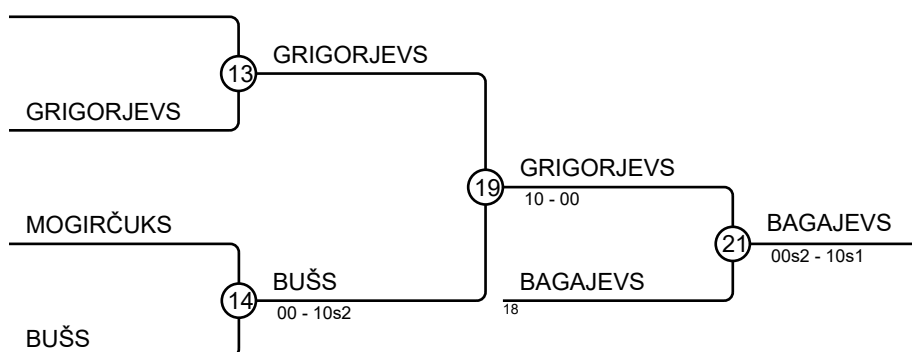 GRIGORJEVS
13
GRIGORJEVS
GRIGORJEVS
19
10 - 00
MOGIRČUKS
BAGAJEVS
21
00s2 - 10s1
BUŠS
14
00 - 10s2
BAGAJEVS
18
BUŠS